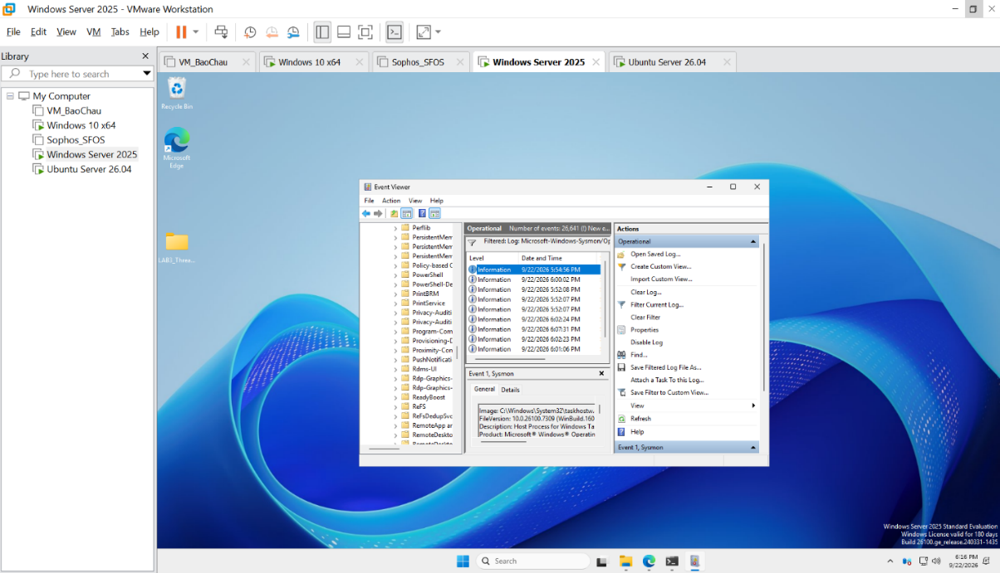 Windows Server 2025 - VMware Workstation
File Edit View VM Tabs Help
Library
Type here to search
My Computer
VM_BaoChau
Windows 10 x64
Sophos_SFOS
Windows Server 2025
Ubuntu Server 26.04
VM_BaoChau
Windows 10 x64
Sophos_SFOS
Windows Server 2025
Ubuntu Server 26.04
Recycle Bin
Microsoft
Edge
LAB3_Three...
Event Viewer
File Action View Help
Perflib
PersistentMem
PersistentMem
PersistentMem
Policy-based C
PowerShell
PowerShell-De
PrintBRM
PrintService
Privacy-Auditi
Privacy-Auditi
Program-Com
Provisioning-D
Proximity-Con
PushNotificati
Rdms-UI
Rdp-Graphics-
Rdp-Graphics-
ReadyBoost
ReFS
ReFsDedupSvc
RemoteApp ar
RemoteDeskto
RemoteDeskto
Operational Number of events: 26,641 (!) New e...
Filtered: Log: Microsoft-Windows-Sysmon/Op
Level Date and Time
Information 9/22/2026 5:54:56 PM
Information 9/22/2026 6:00:02 PM
Information 9/22/2026 5:52:08 PM
Information 9/22/2026 5:52:07 PM
Information 9/22/2026 5:52:07 PM
Information 9/22/2026 6:02:24 PM
Information 9/22/2026 6:07:31 PM
Information 9/22/2026 6:02:23 PM
Information 9/22/2026 6:01:06 PM
Event 1, Sysmon
General Details
Image: C:\Windows\System32\taskhostw.
FileVersion: 10.0.26100.7309 (WinBuild.160
Description: Host Process for Windows Ta
Product: Microsoft® Windows® Operatin
Actions
Operational
Open Saved Log...
Create Custom View...
Import Custom View...
Clear Log...
Filter Current Log...
Clear Filter
Properties
Disable Log
Find...
Save Filtered Log File As...
Attach a Task To this Log...
Save Filter to Custom View...
View
Refresh
Help
Event 1, Sysmon
Windows Server 2025 Standard Evaluation
Windows License valid for 180 days
Build 26100.ge_release.240331-1435
Search
6:16 PM
9/22/2026